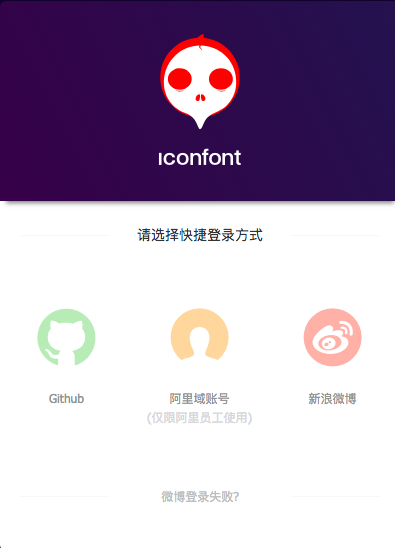 iconfont
请选择快捷登录方式
Github
阿里域账号
新浪微博
(仅限阿里员工使用)
微博登录失败?